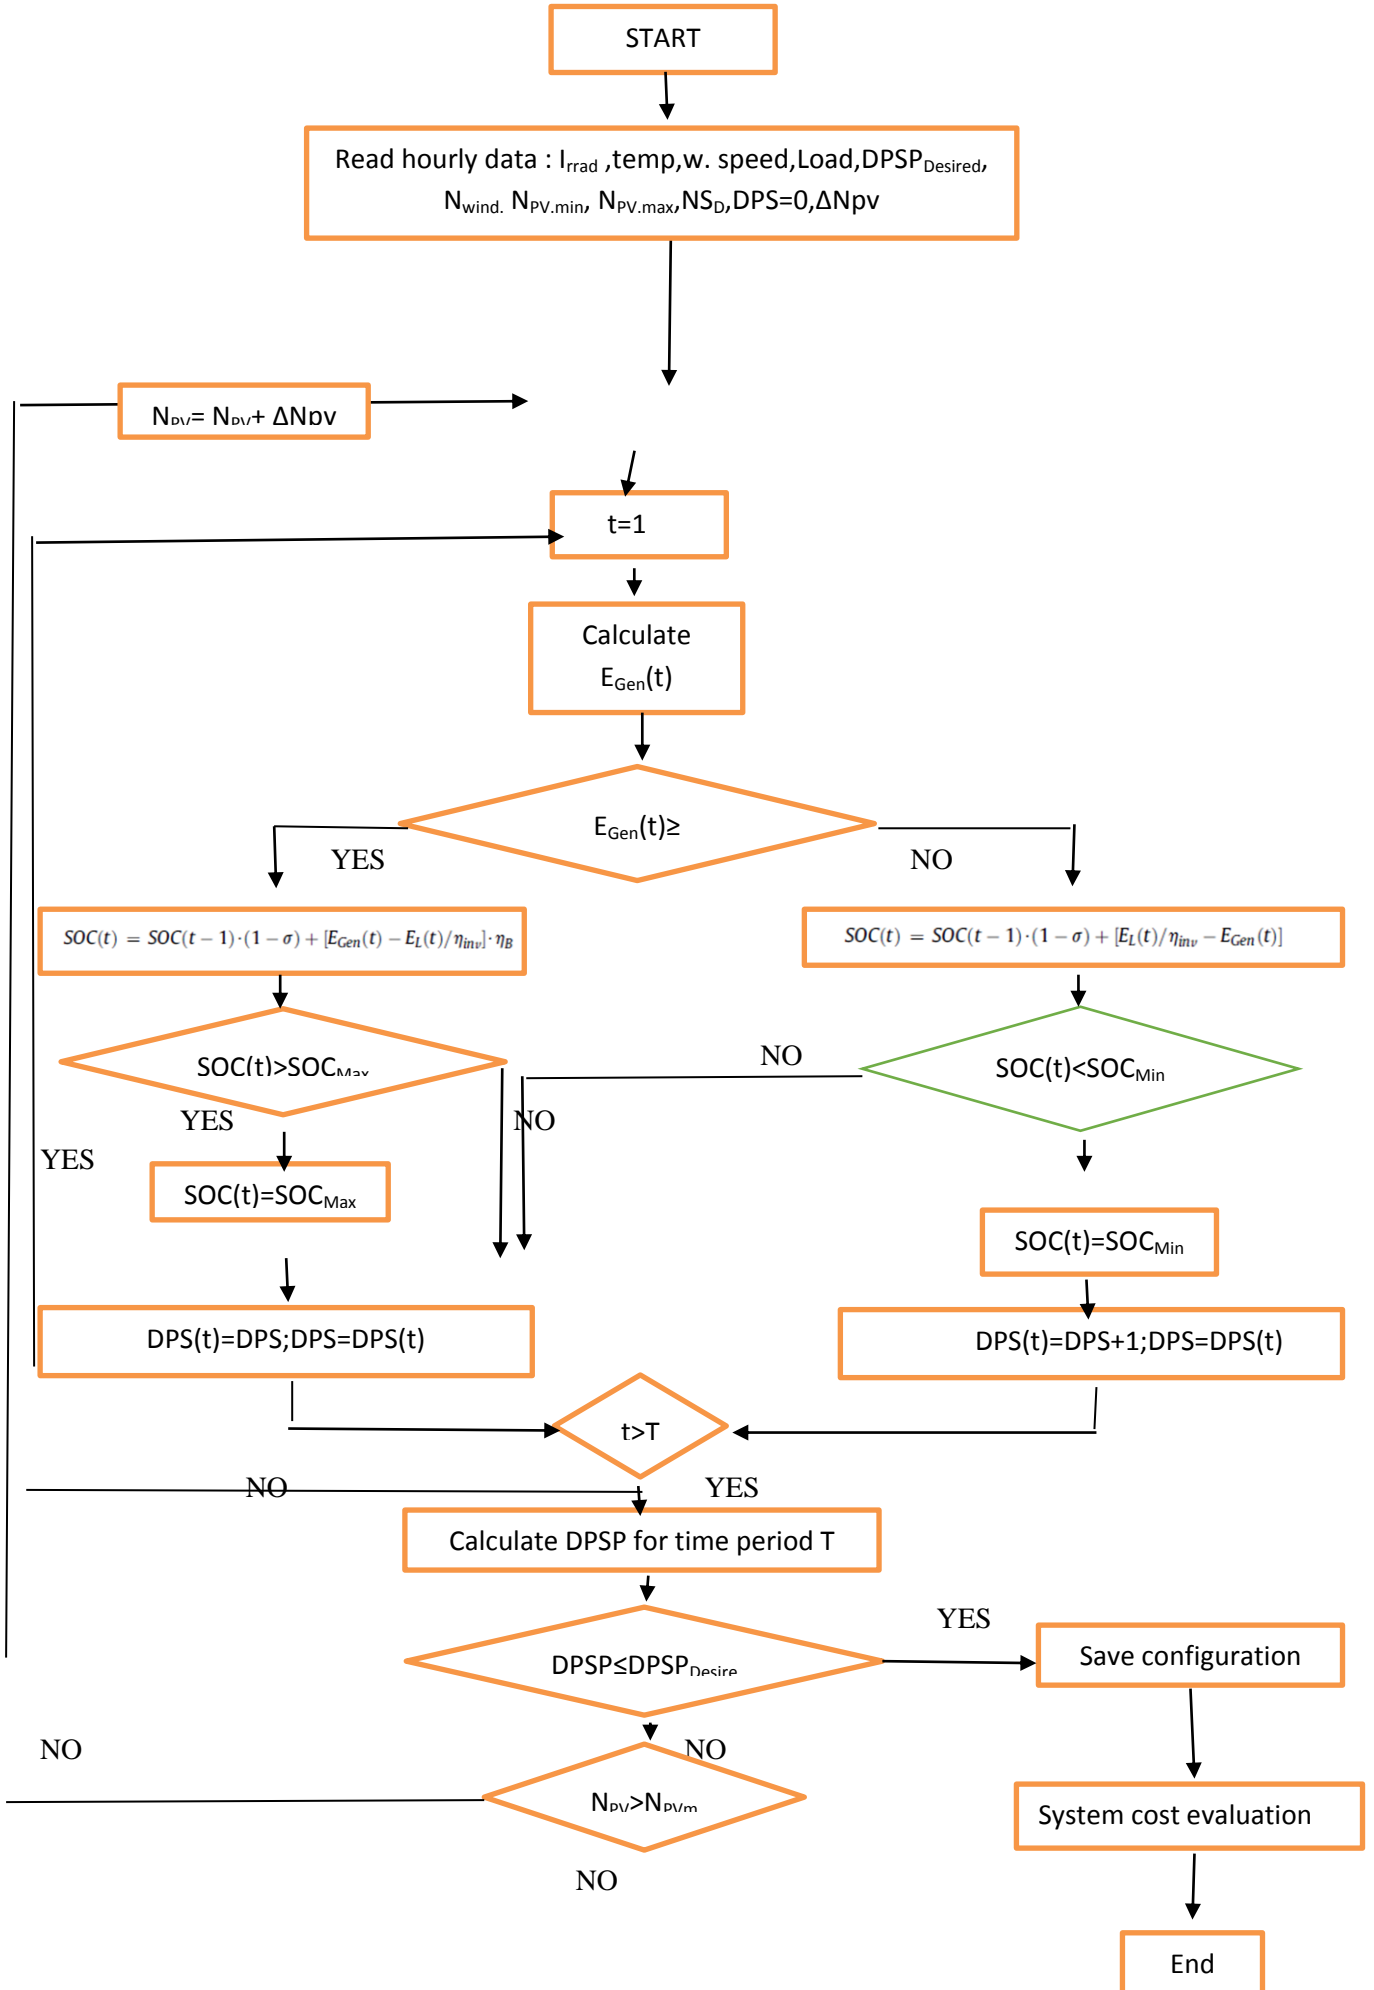 START
Read hourly data : Irrad ,temp,w. speed,Load,DPSPDesired,
Nwind. NPV.min, NPV.max,NSD,DPS=0,ΔNpv
NPV= NPV+ ΔNpv
t=1
Calculate
EGen(t)
EGen(t)≥
YES
NO
SOC(t) = SOC(t − 1)·(1 − σ) + [EGen(t) − EL(t)/ηinv]·ηB
SOC(t) = SOC(t − 1)·(1 − σ) + [EL(t)/ηinv − EGen(t)]
NO
SOC(t)>SOCMax
SOC(t)<SOCMin
YES
NO
YES
SOC(t)=SOCMax
SOC(t)=SOCMin
DPS(t)=DPS;DPS=DPS(t)
DPS(t)=DPS+1;DPS=DPS(t)
t>T
NO
YES
Calculate DPSP for time period T
YES
DPSP≤DPSPDesire
Save configuration
NO
NO
NPV>NPVm
System cost evaluation
NO
End